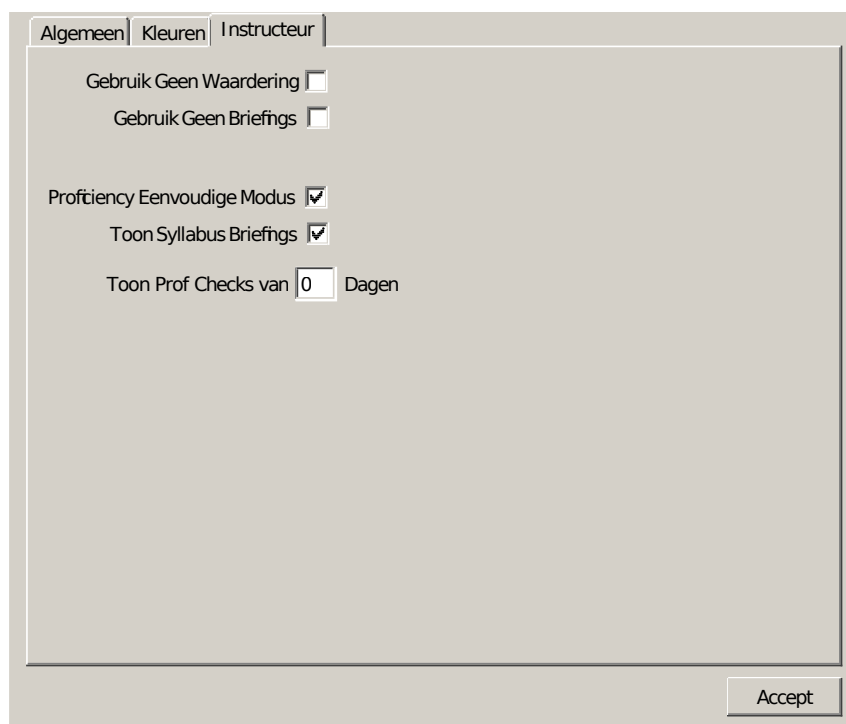 Algemeen Kleuren Instructeur
Gebruik Geen Waardering
Gebruik Geen Briefings
Proficiency Eenvoudige Modus
Toon Syllabus Briefings
Toon Prof Checks van 0 Dagen
Accept